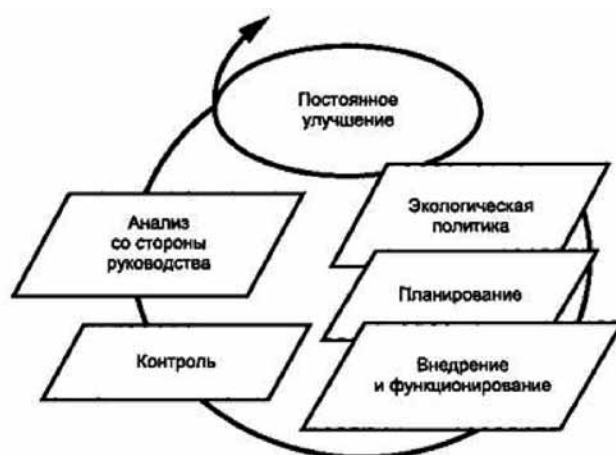 Постоянное
улучшение
Экологическая
политика
Планирование
Внедрение
и функционирование
Контроль
Анализ
со стороны
руководства